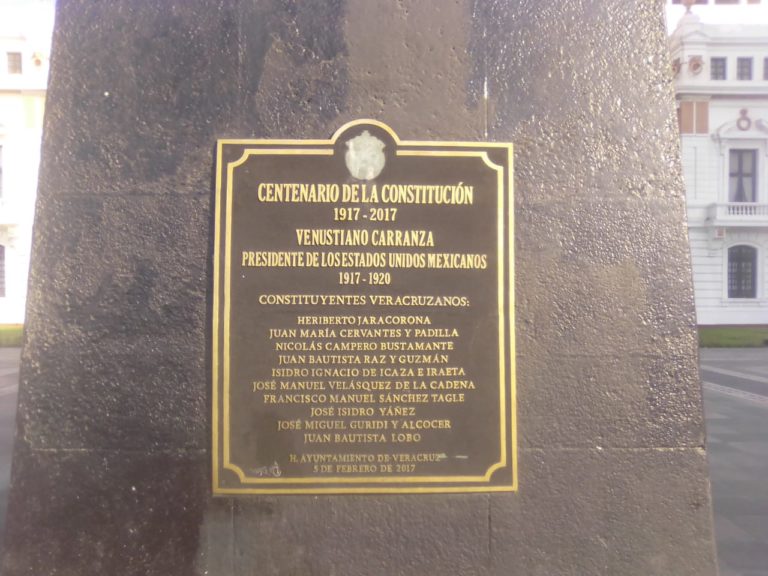 CENTENARIO DE LA CONSTITUCIÓN
1917 - 2017
VENUSTIANO CARRANZA
PRESIDENTE DE LOS ESTADOS UNIDOS MEXICANOS
1917 - 1920
CONSTITUYENTES VERACRUZANOS:
HERIBERTO JARA CORONA
JUAN MARÍA CERVANTES Y PADILLA
NICOLÁS CAMPERO BUSTAMANTE
JUAN BAUTISTA RAZ Y GUZMÁN
ISIDRO IGNACIO DE ICAZA E IRAETA
JOSÉ MANUEL VELÁSQUEZ DE LA CADENA
FRANCISCO MANUEL SÁNCHEZ TAGLE
JOSÉ ISIDRO YÁÑEZ
JOSÉ MIGUEL GURIDI Y ALCOCER
JUAN BAUTISTA LOBO
H. AYUNTAMIENTO DE VERACRUZ
5 DE FEBRERO DE 2017